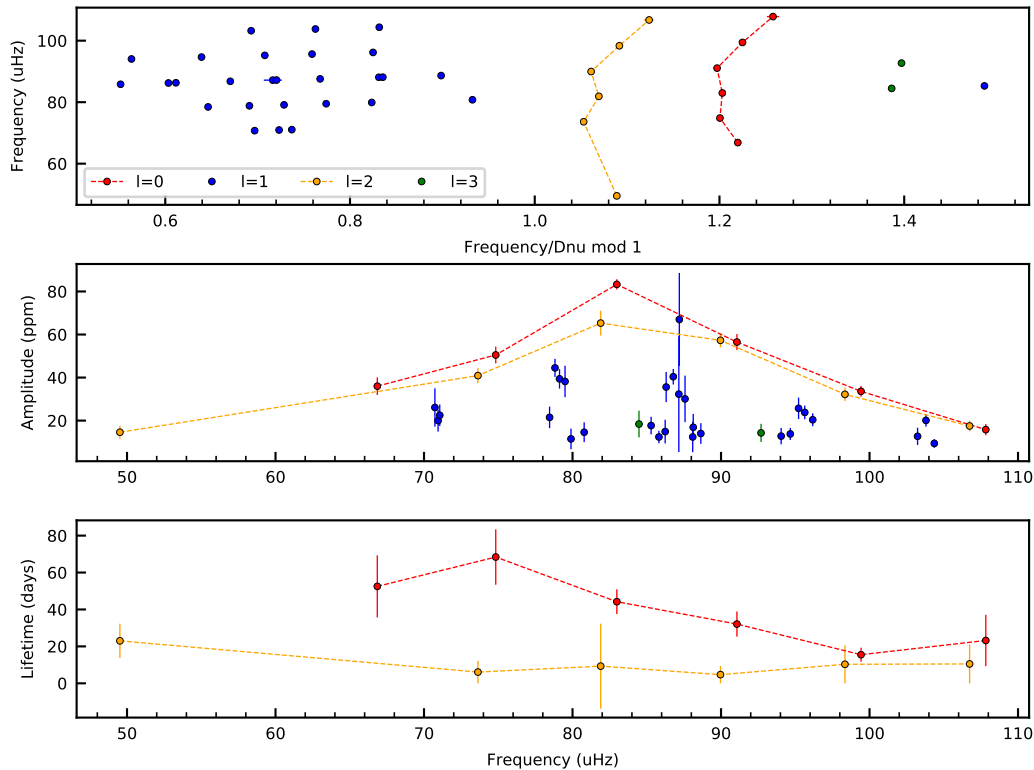 100
80
60
Frequency (uHz)
l=0 l=1 l=2 l=3
0.6 0.8 1.0 1.2 1.4
Frequency/Dnu mod 1
80
60
40
20
Amplitude (ppm)
50 60 70 80 90 100 110
80
60
40
20
0
Lifetime (days)
50 60 70 80 90 100 110
Frequency (uHz)